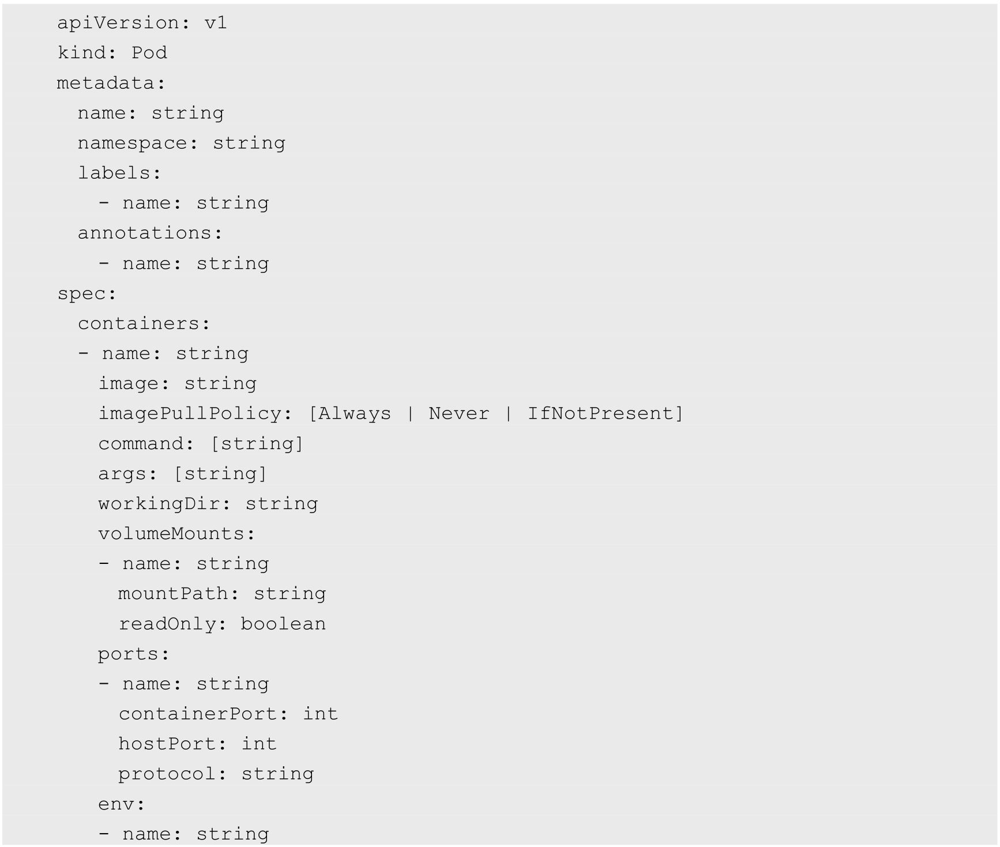 apiVersion: v1
kind: Pod
metadata:
  name: string
  namespace: string
  labels:
    - name: string
  annotations:
    - name: string
spec:
  containers:
  - name: string
    image: string
    imagePullPolicy: [Always | Never | IfNotPresent]
    command: [string]
    args: [string]
    workingDir: string
    volumeMounts:
    - name: string
      mountPath: string
      readOnly: boolean
    ports:
    - name: string
      containerPort: int
      hostPort: int
      protocol: string
    env:
    - name: string